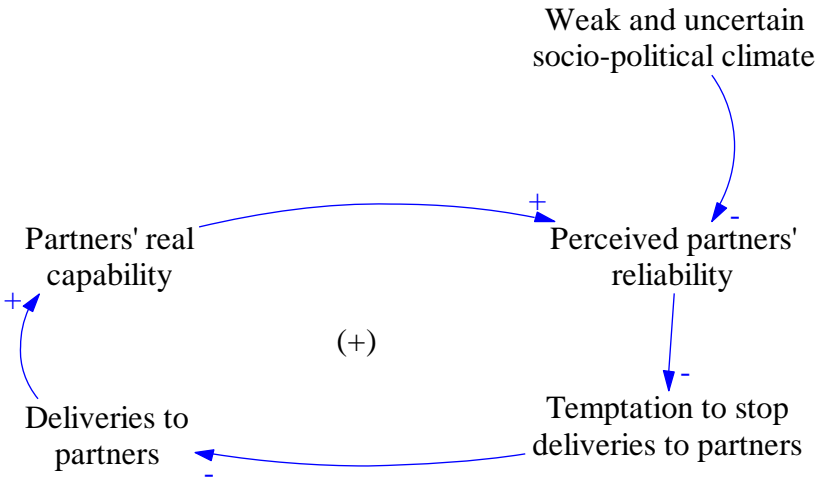 Weak and uncertain
socio-political climate
+
-
Partners' real
capability
Perceived partners'
reliability
+
(+)
-
Deliveries to
partners
Temptation to stop
deliveries to partners
-